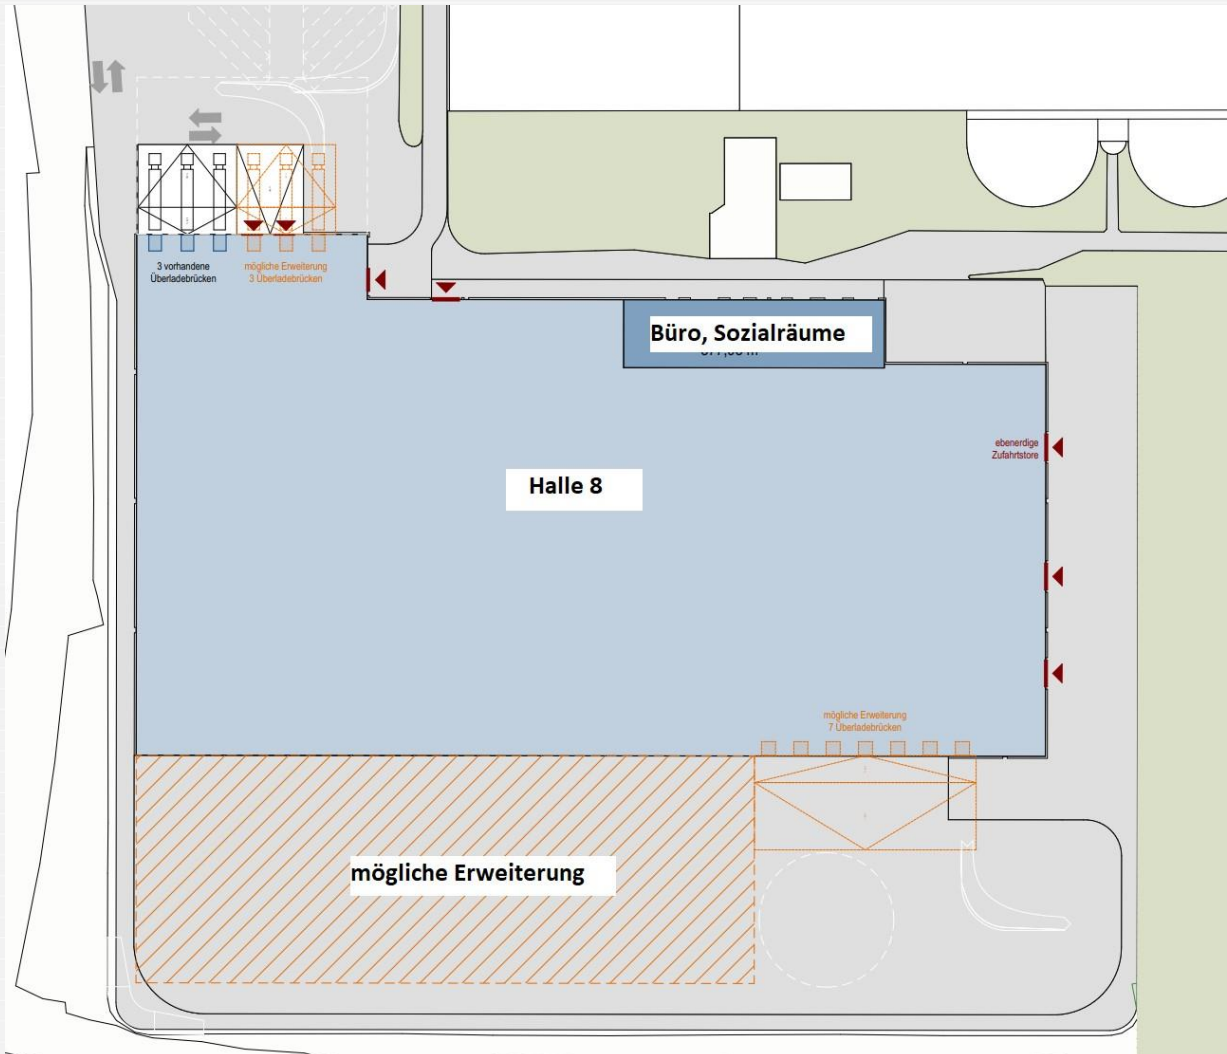 3 vorhandene
Überladebrücken
mögliche Erweiterung
3 Überladebrücken
Büro, Sozialräume
ebenerdige
Zufahrtstore
Halle 8
mögliche Erweiterung
7 Überladebrücken
mögliche Erweiterung